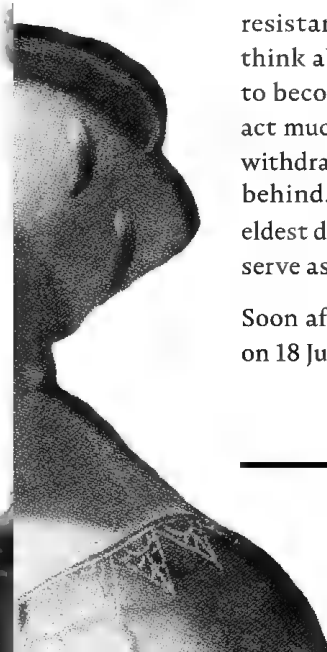 resistan
think a
to beco
act muc
withdra
behind.
eldest d
serve as
Soon af
on 18 Ju